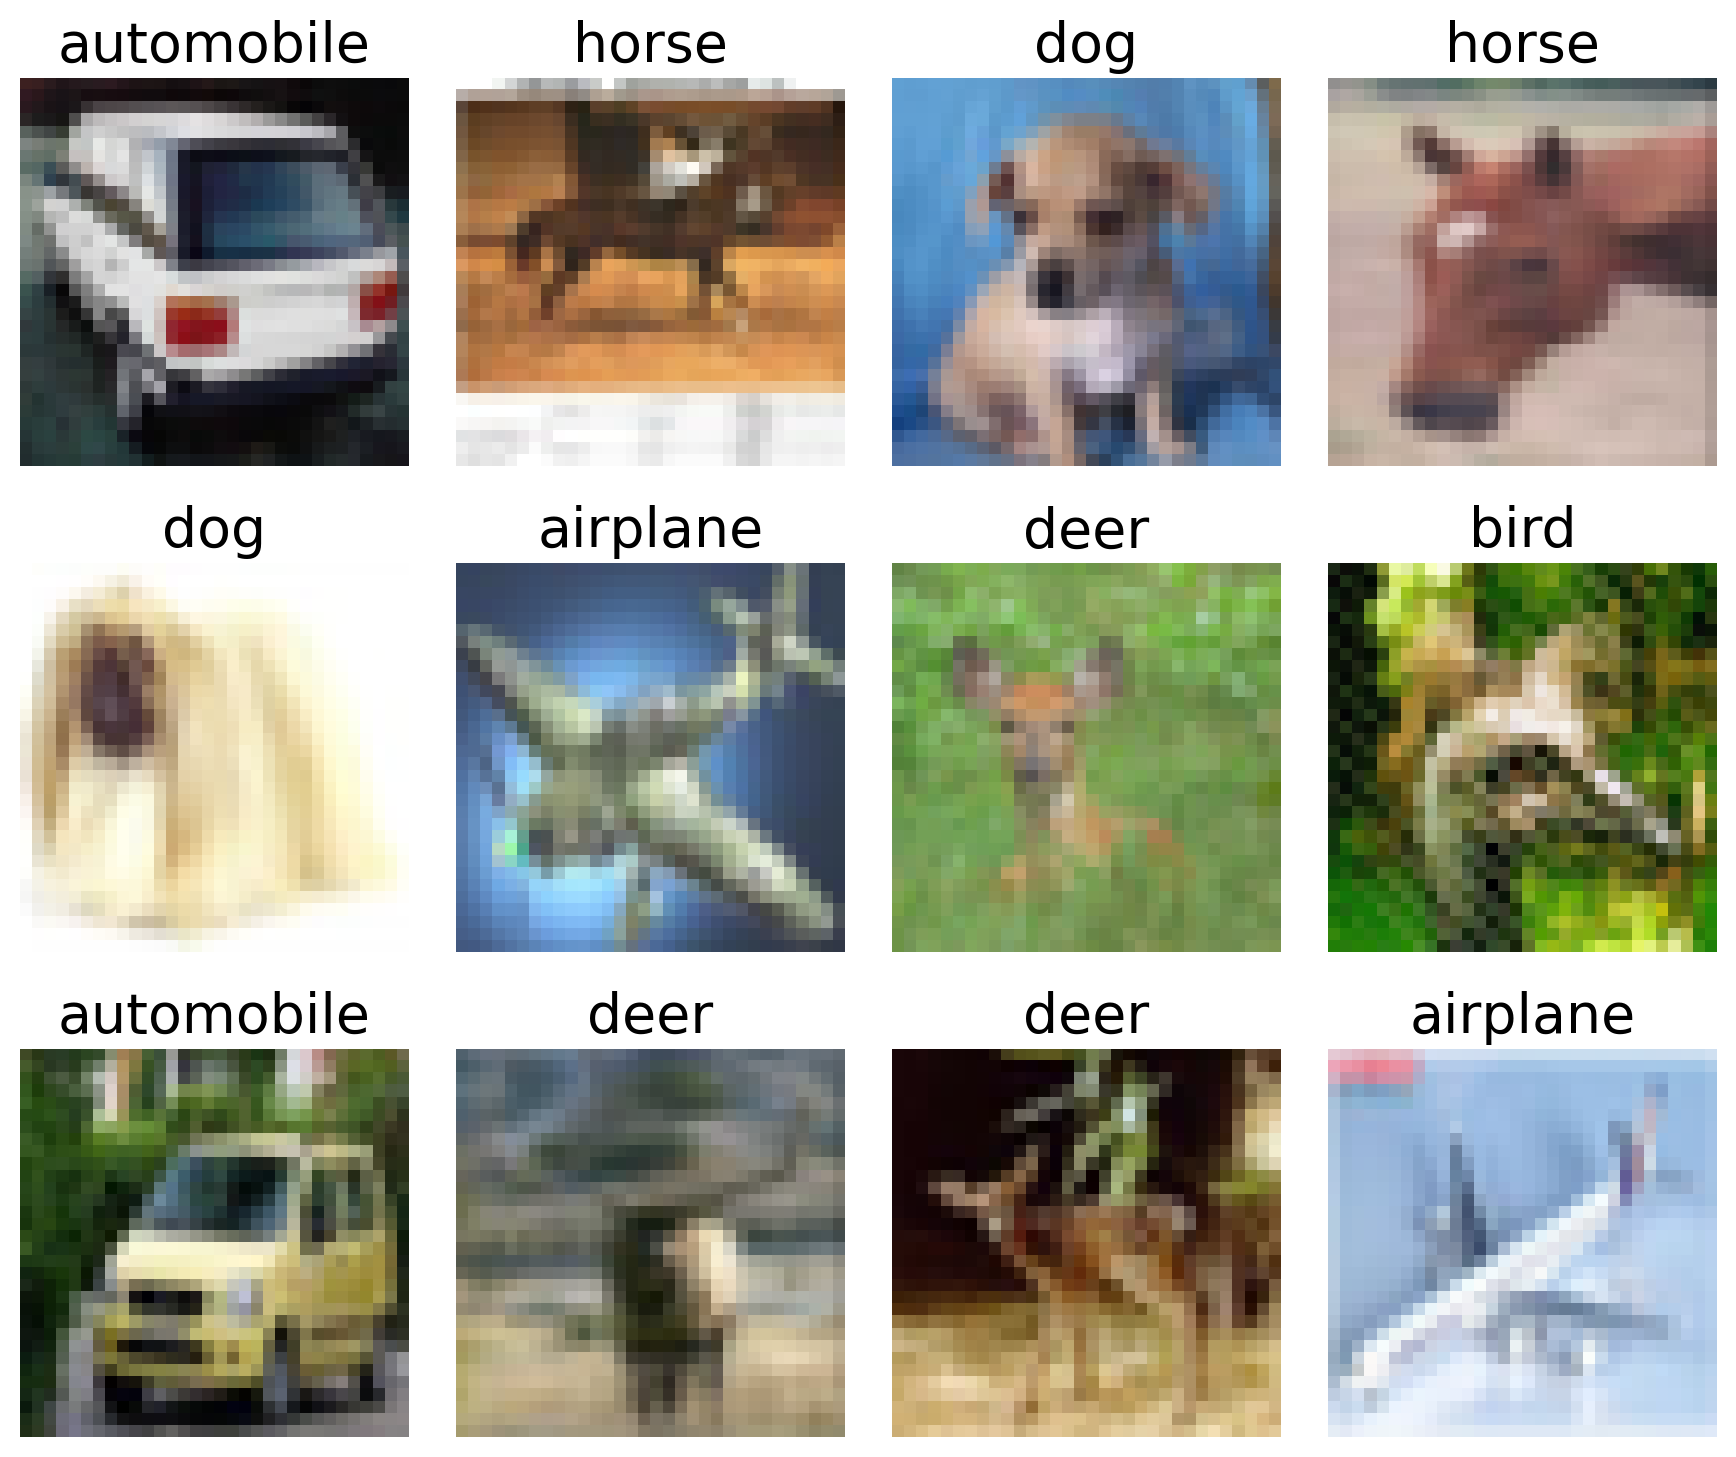 automobile
horse
dog
horse
dog
airplane
deer
bird
automobile
deer
deer
airplane